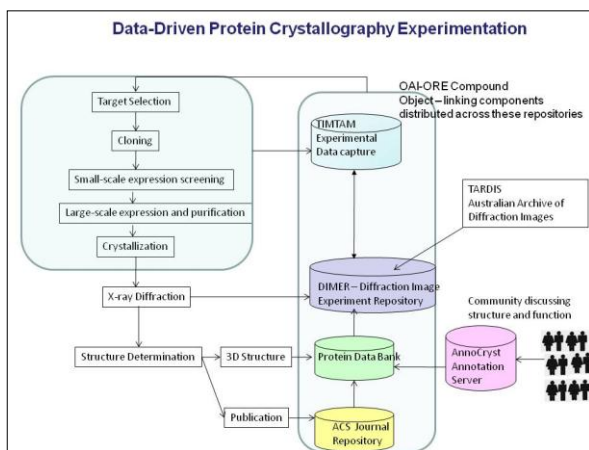 Data-Driven Protein Crystallography Experimentation
Target Selection
Cloning
Small-scale expression screening
Large-scale expression and purification
Crystallization
X-ray Diffraction
Structure Determination
3D Structure
Publication
OAI-ORE Compound
Object – linking components
distributed across these repositories
TIMTAM
Experimental
Data capture
TARDIS
Australian Archive of
Diffraction Images
DIMER – Diffraction Image
Experiment Repository
Protein Data Bank
ACS Journal
Repository
Community discussing
structure and function
AnnoCryst
Annotation
Server